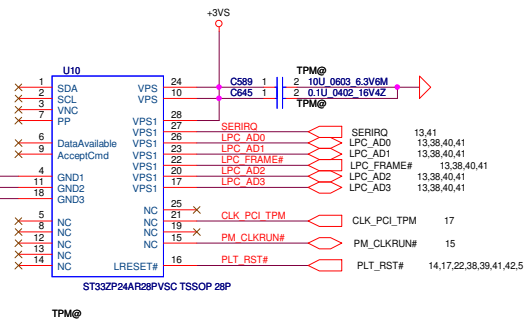 +3VS
U10
TPM@
1 SDA VPS 24 C589 1 2 10U_0603_6.3V6M
2 SCL VPS 10 C645 1 2 0.1U_0402_16V4Z
3 VNC TPM@
7 PP VPS1 28
VPS1 27 SERIRQ SERIRQ 13,41
6 DataAvailable VPS1 26 LPC_AD0 LPC_AD0 13,38,40,41
9 AcceptCmd VPS1 23 LPC_AD1 LPC_AD1 13,38,40,41
VPS1 22 LPC_FRAME# LPC_FRAME# 13,38,40,41
4 GND1 VPS1 20 LPC_AD2 LPC_AD2 13,38,40,41
11 GND2 VPS1 17 LPC_AD3 LPC_AD3 13,38,40,41
18 GND3
NC 25
5 NC NC 21 CLK_PCI_TPM CLK_PCI_TPM 17
8 NC NC 19
12 NC NC 15 PM_CLKRUN# PM_CLKRUN# 15
13 NC
14 NC LRESET# 16 PLT_RST# PLT_RST# 14,17,22,38,39,41,42,5
ST33ZP24AR28PVSC TSSOP 28P
TPM@